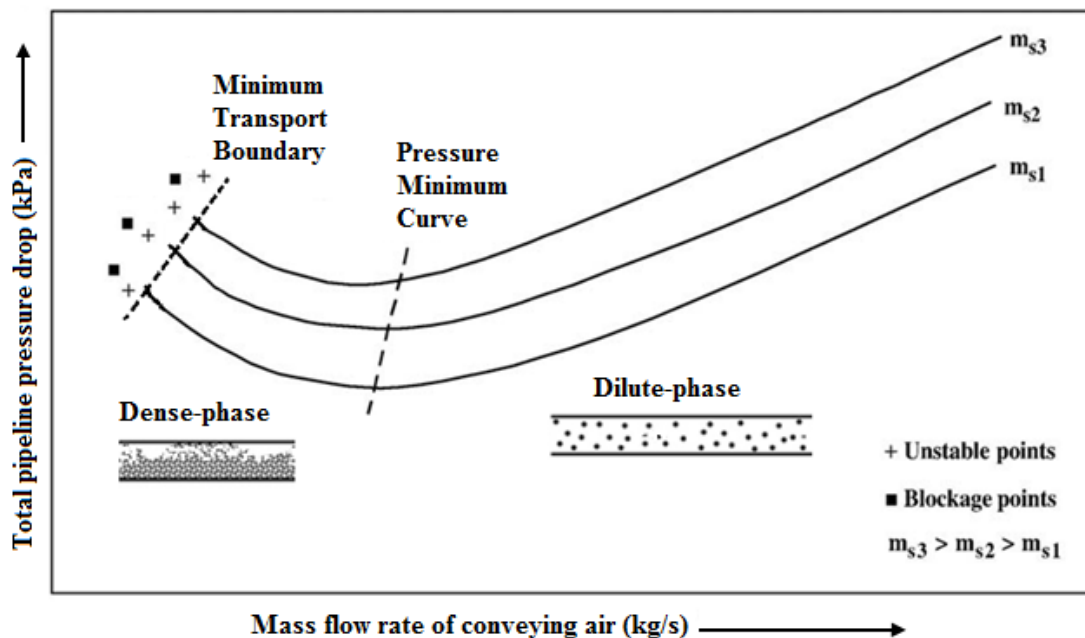 Minimum
Transport
Boundary
Pressure
Minimum
Curve
m_s3
m_s2
m_s1
Total pipeline pressure drop (kPa)
Dense-phase
Dilute-phase
+ Unstable points
■ Blockage points
m_s3 > m_s2 > m_s1
Mass flow rate of conveying air (kg/s)